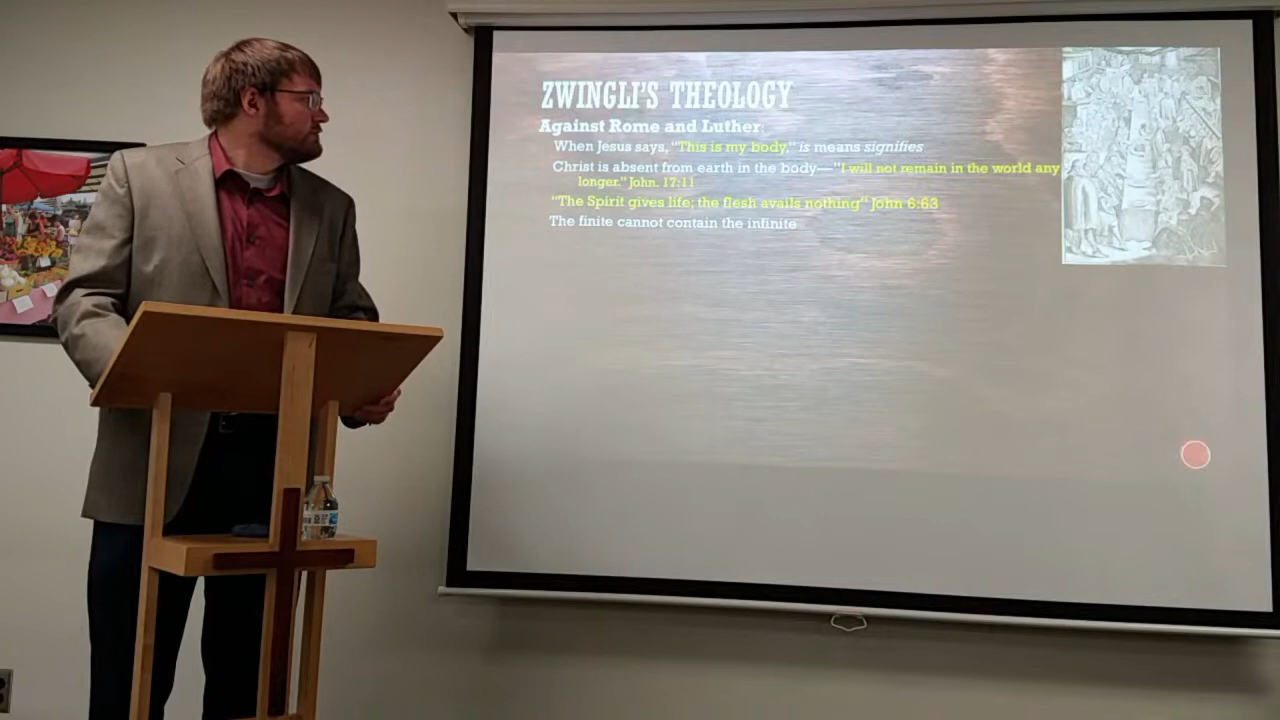 ZWINGLI'S THEOLOGY
Against Rome and Luther:
When Jesus says, "This is my body," is means signifies
Christ is absent from earth in the body—"I will not remain in the world any
longer." John. 17:11
"The Spirit gives life; the flesh avails nothing" John 6:63
The finite cannot contain the infinite